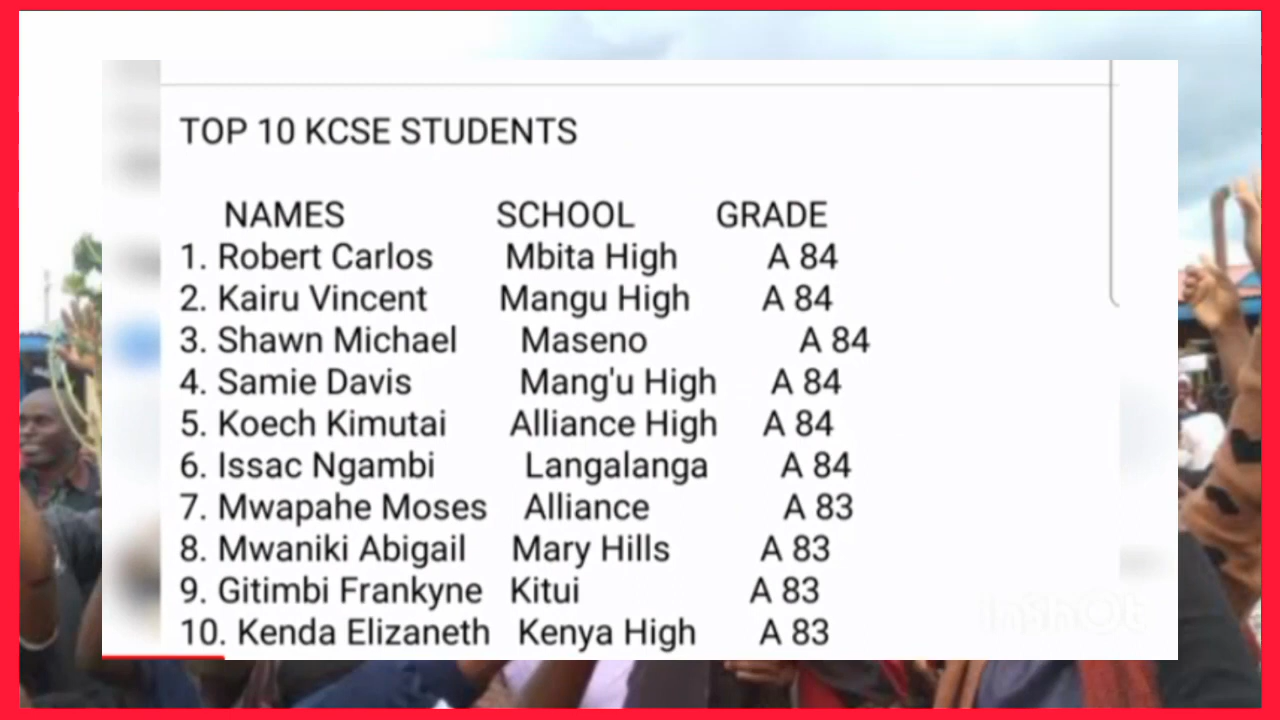 TOP 10 KCSE STUDENTS
NAMES SCHOOL GRADE
1. Robert Carlos Mbita High A 84
2. Kairu Vincent Mangu High A 84
3. Shawn Michael Maseno A 84
4. Samie Davis Mang'u High A 84
5. Koech Kimutai Alliance High A 84
6. Issac Ngambi Langalanga A 84
7. Mwapahe Moses Alliance A 83
8. Mwaniki Abigail Mary Hills A 83
9. Gitimbi Frankyne Kitui A 83
10. Kenda Elizaneth Kenya High A 83
InShOt